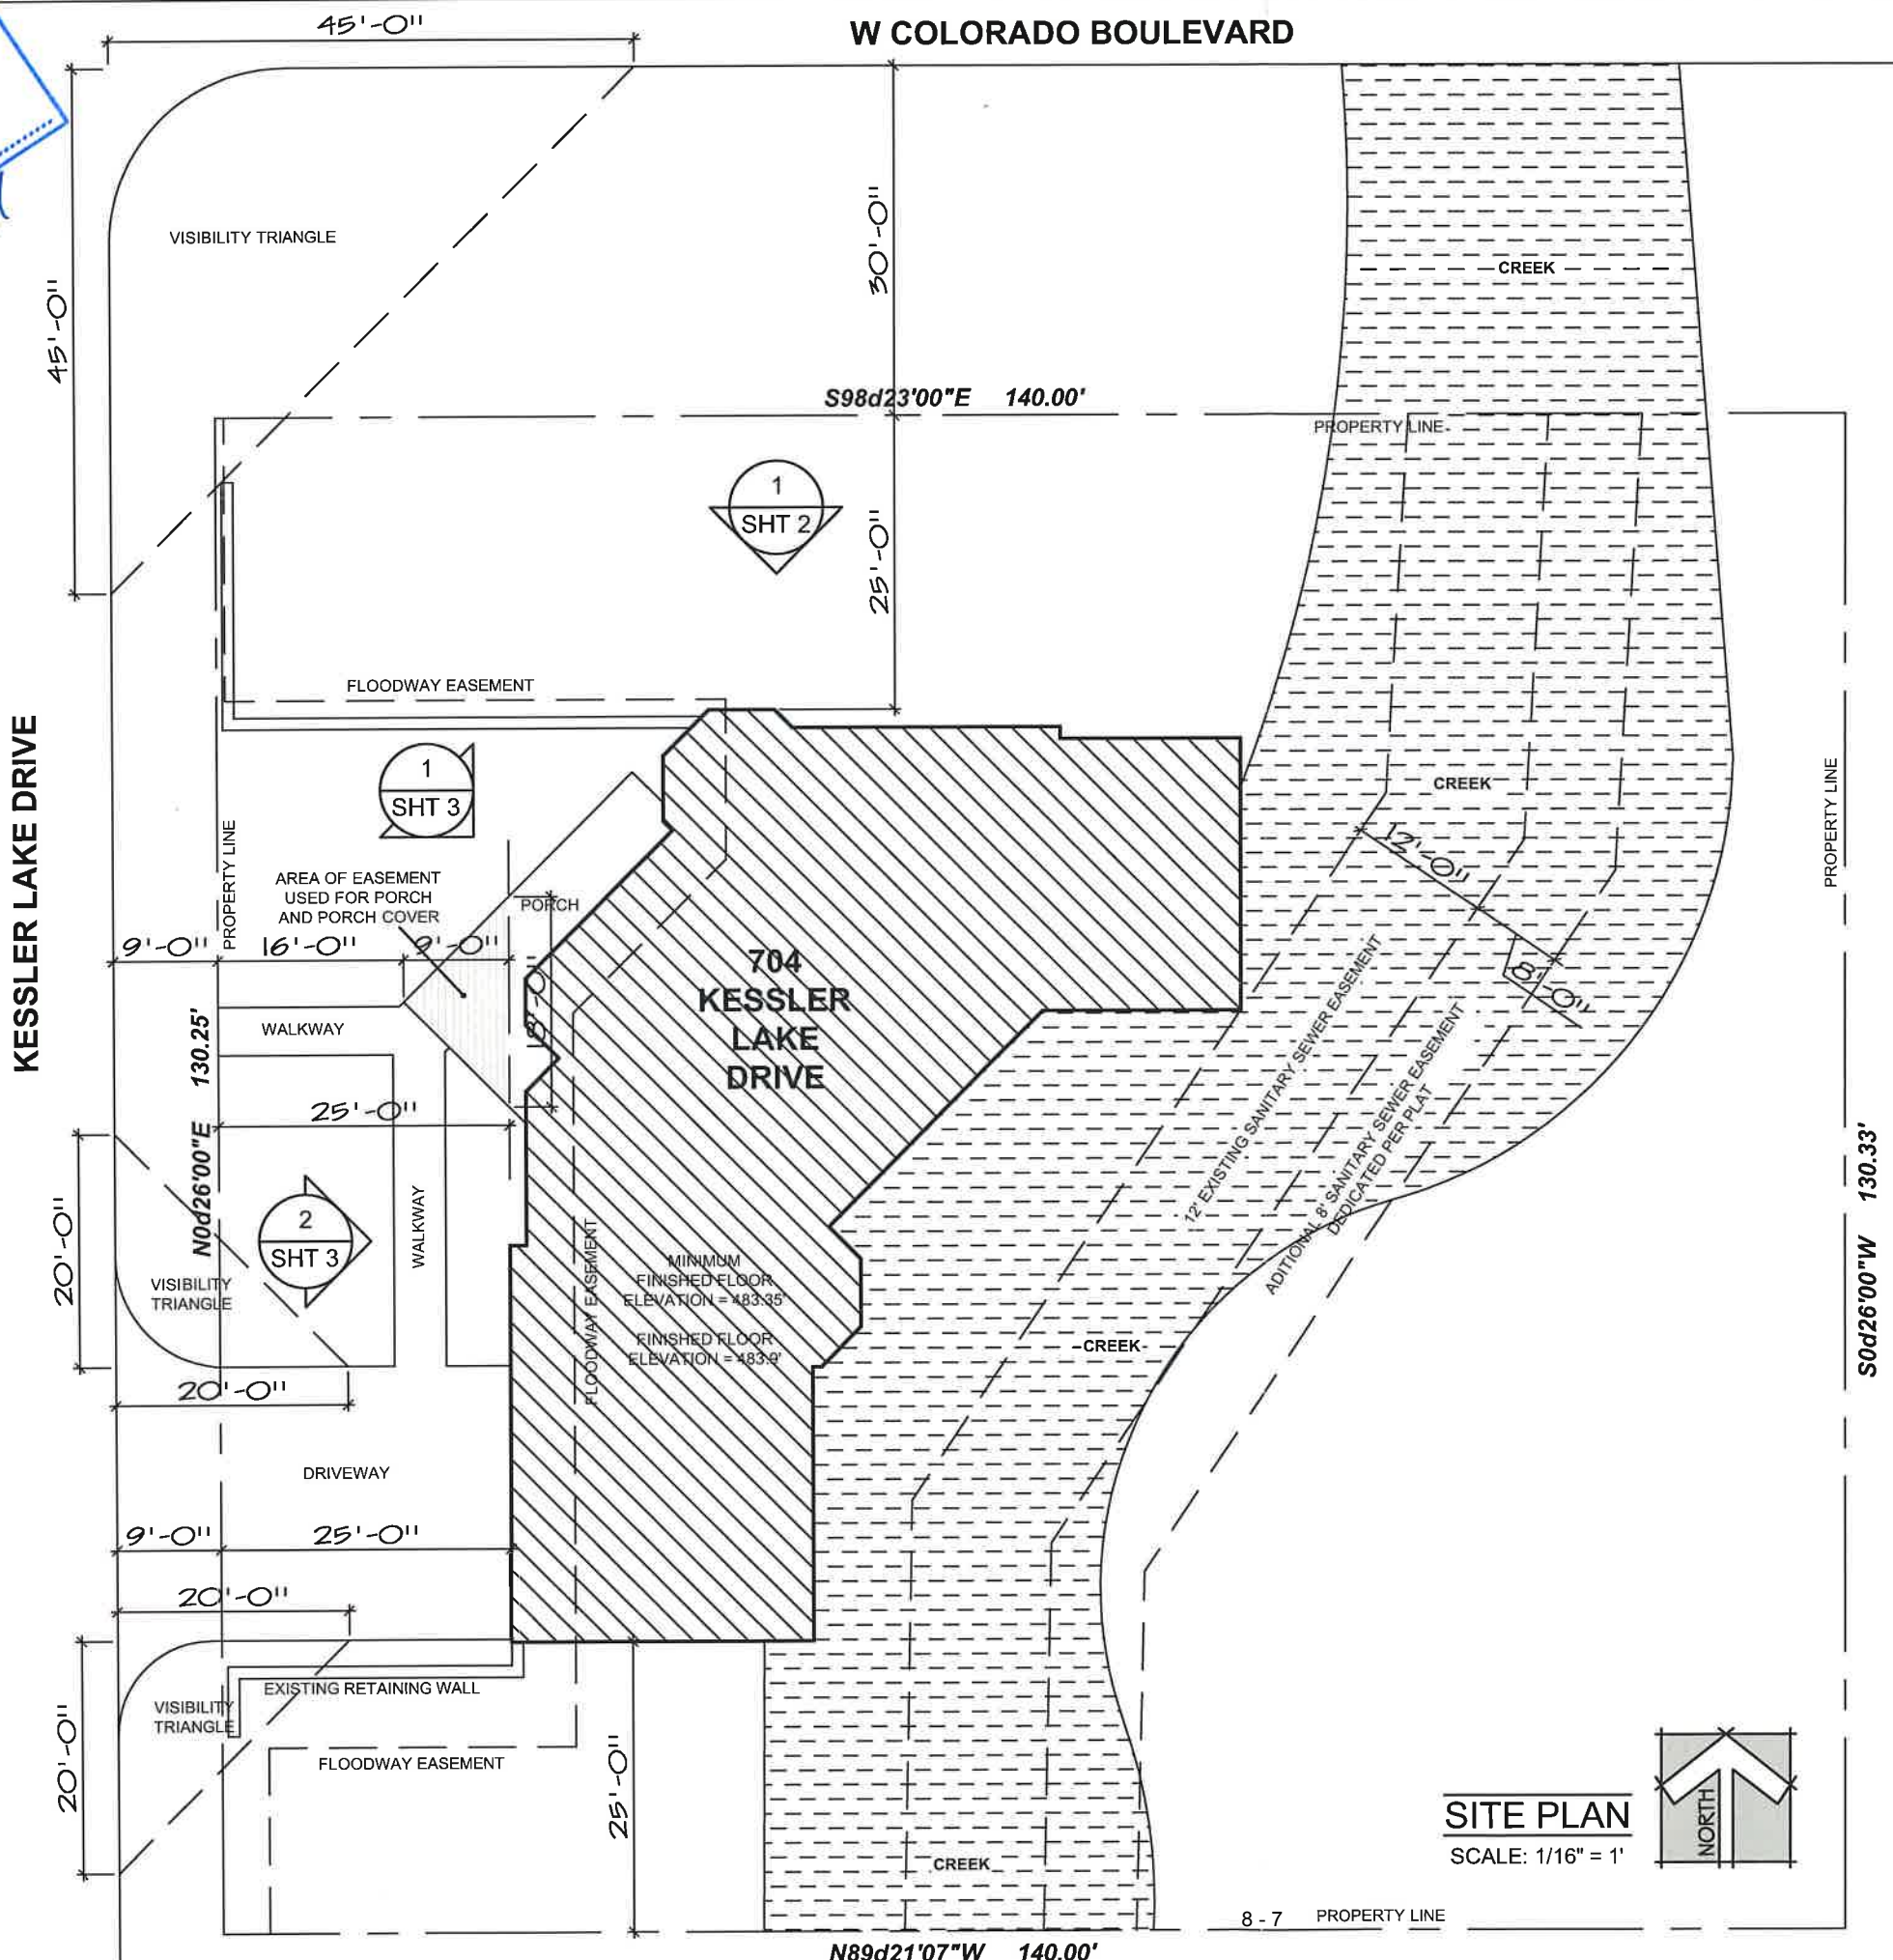 45'-0"
W COLORADO BOULEVARD
VISIBILITY TRIANGLE
30'-0"
45'-0"
CREEK
S98d23'00"E 140.00'
PROPERTY LINE
1
SHT 2
25'-0"
FLOODWAY EASEMENT
KESSLER LAKE DRIVE
1
SHT 3
CREEK
PROPERTY LINE
PROPERTY LINE
12'-0"
AREA OF EASEMENT
USED FOR PORCH
AND PORCH COVER
PORCH
9'-0"
16'-0"
9'-0"
8'-0"
704
KESSLER
LAKE
DRIVE
WALKWAY
130.25'
25'-0"
N0d26'00"E
12' EXISTING SANITARY SEWER EASEMENT
ADITIONAL 8' SANITARY SEWER EASEMENT
DEDICATED PER PLAT
S0d26'00"W 130.33'
20'-0"
2
SHT 3
WALKWAY
FLOODWAY EASEMENT
MINIMUM
FINISHED FLOOR
ELEVATION = 483.35'
VISIBILITY
TRIANGLE
FINISHED FLOOR
ELEVATION = 483.9'
CREEK
20'-0"
DRIVEWAY
9'-0"
25'-0"
20'-0"
EXISTING RETAINING WALL
VISIBILITY
TRIANGLE
20'-0"
FLOODWAY EASEMENT
25'-0"
SITE PLAN
SCALE: 1/16" = 1'
NORTH
CREEK
8 - 7
PROPERTY LINE
N89d21'07"W 140.00'